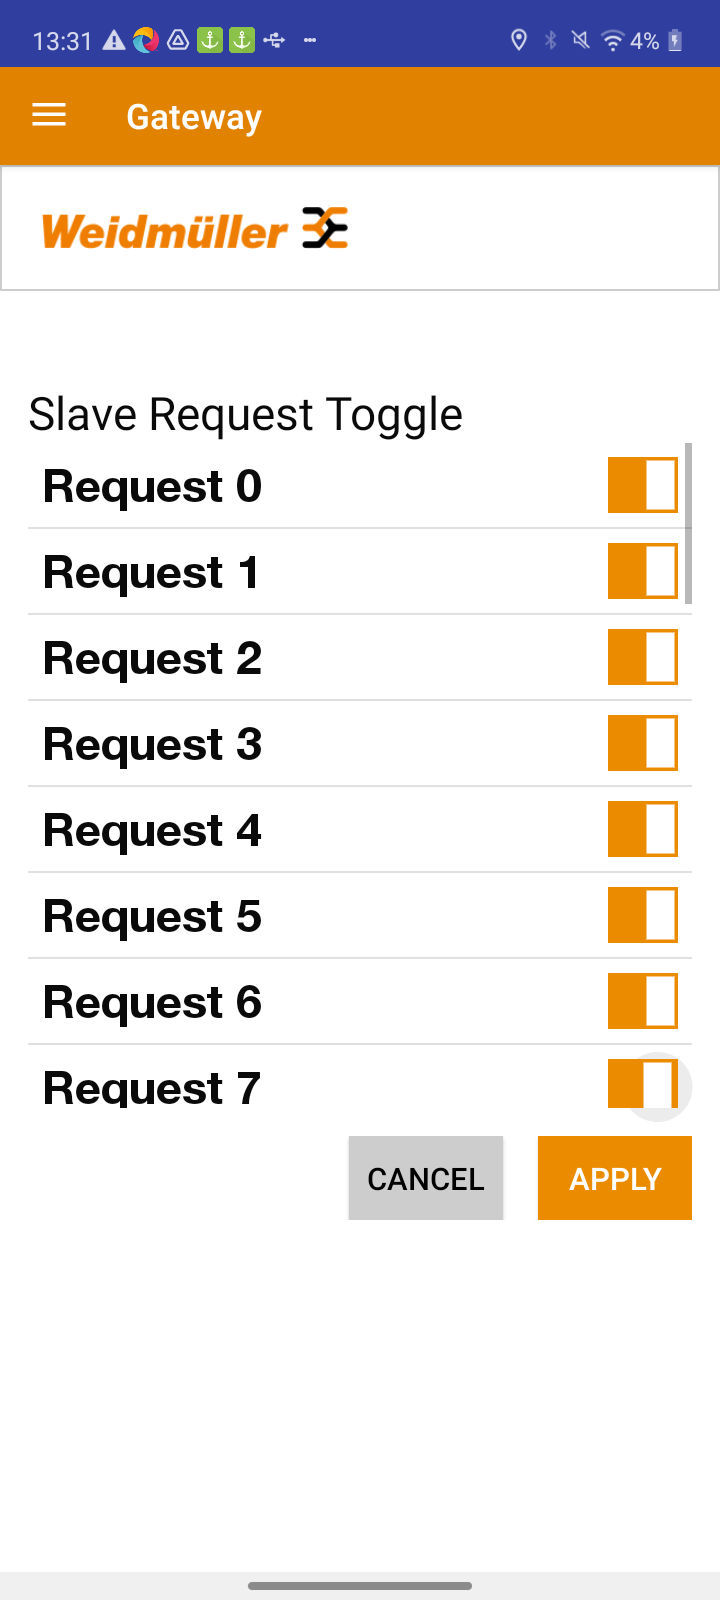 13:31 4%
Gateway
Weidmüller
Slave Request Toggle
Request 0
Request 1
Request 2
Request 3
Request 4
Request 5
Request 6
Request 7
CANCEL APPLY